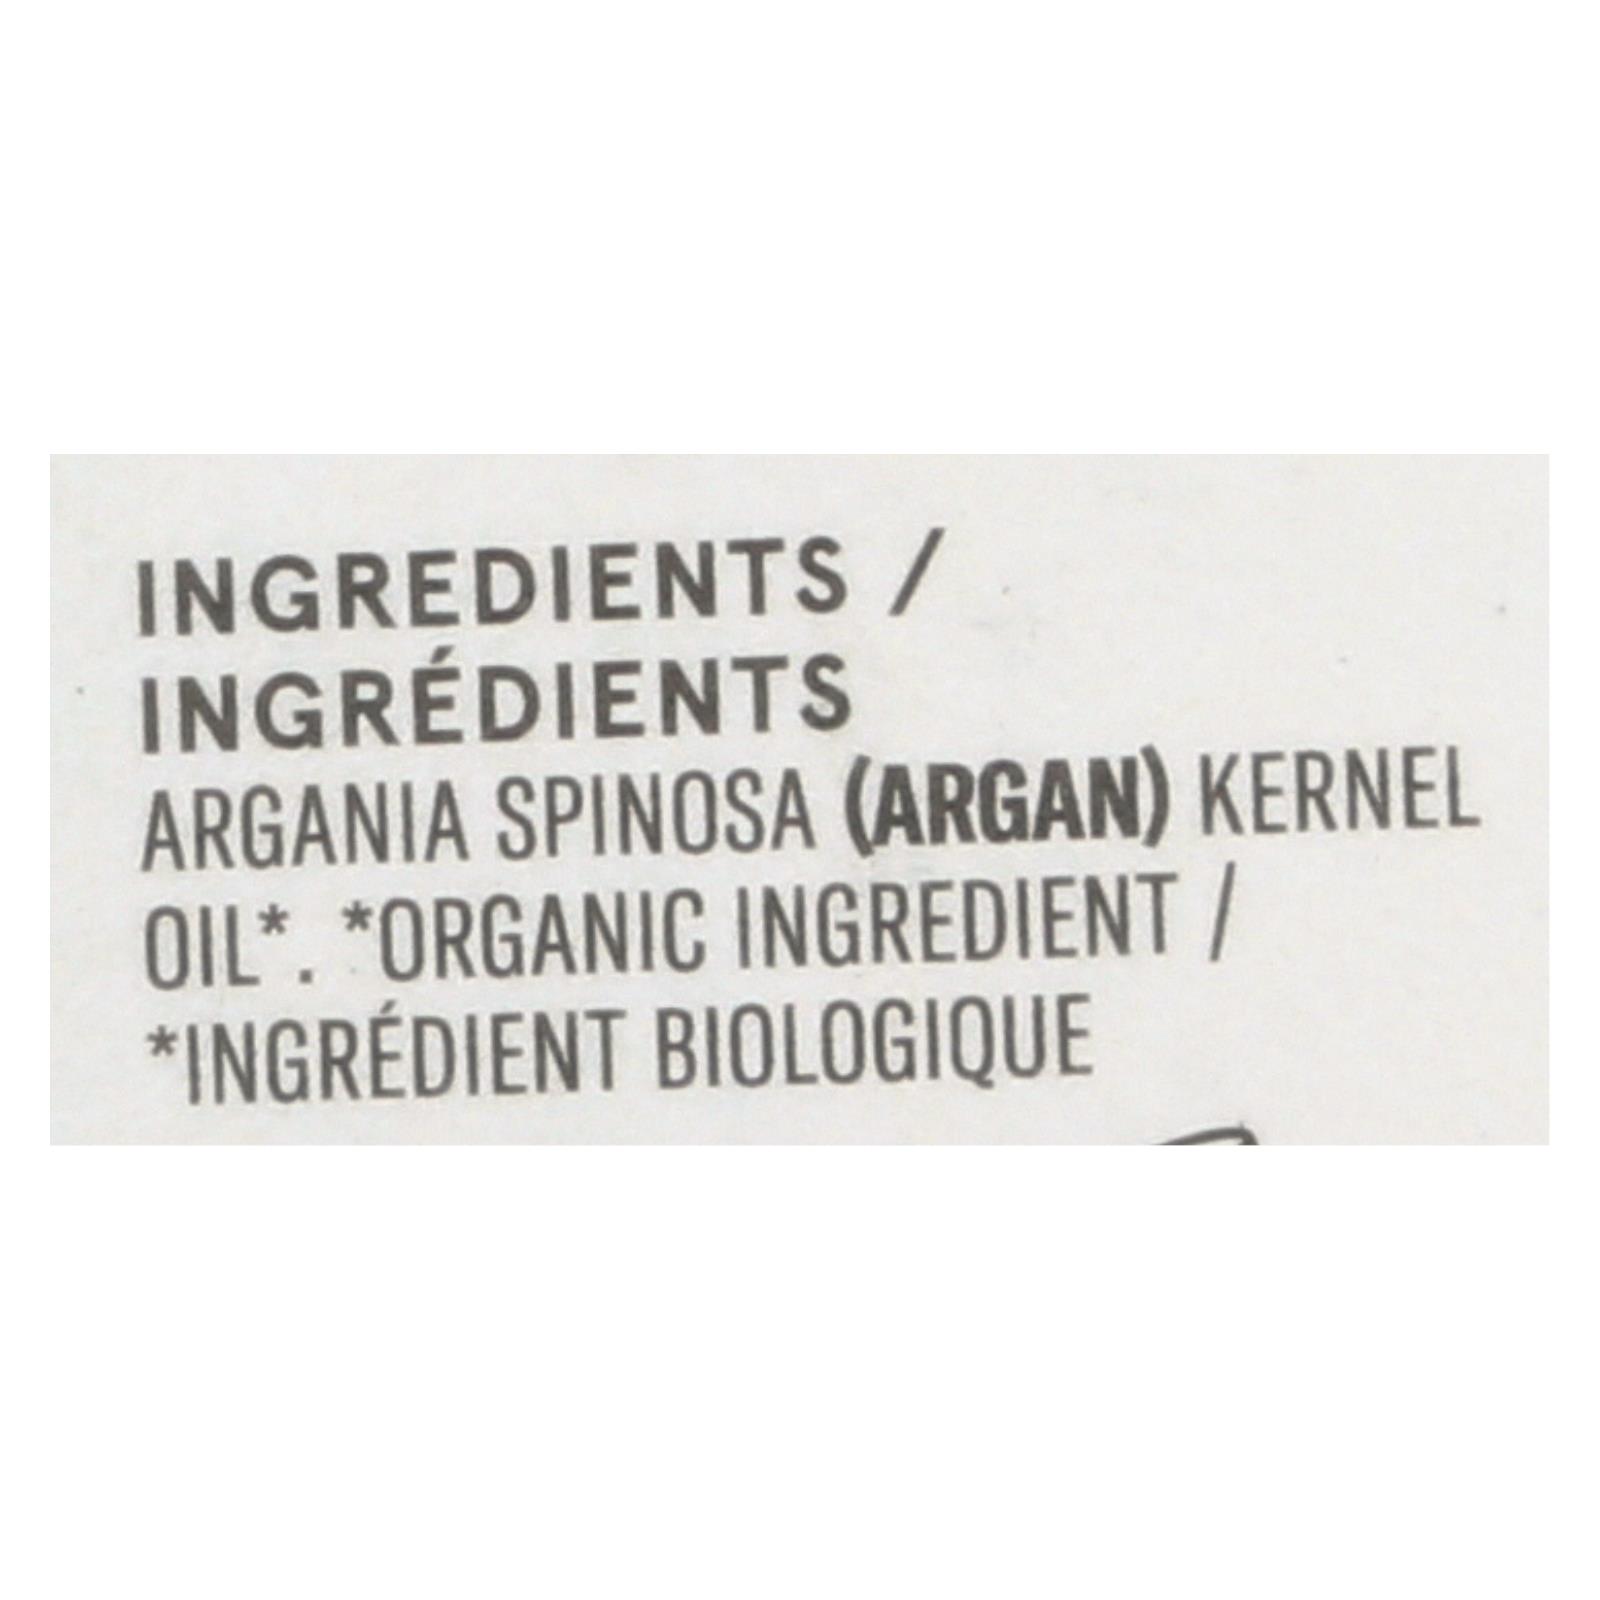 INGREDIENTS /
INGRÉDIENTS
ARGANIA SPINOSA (ARGAN) KERNEL
OIL*. *ORGANIC INGREDIENT /
*INGRÉDIENT BIOLOGIQUE